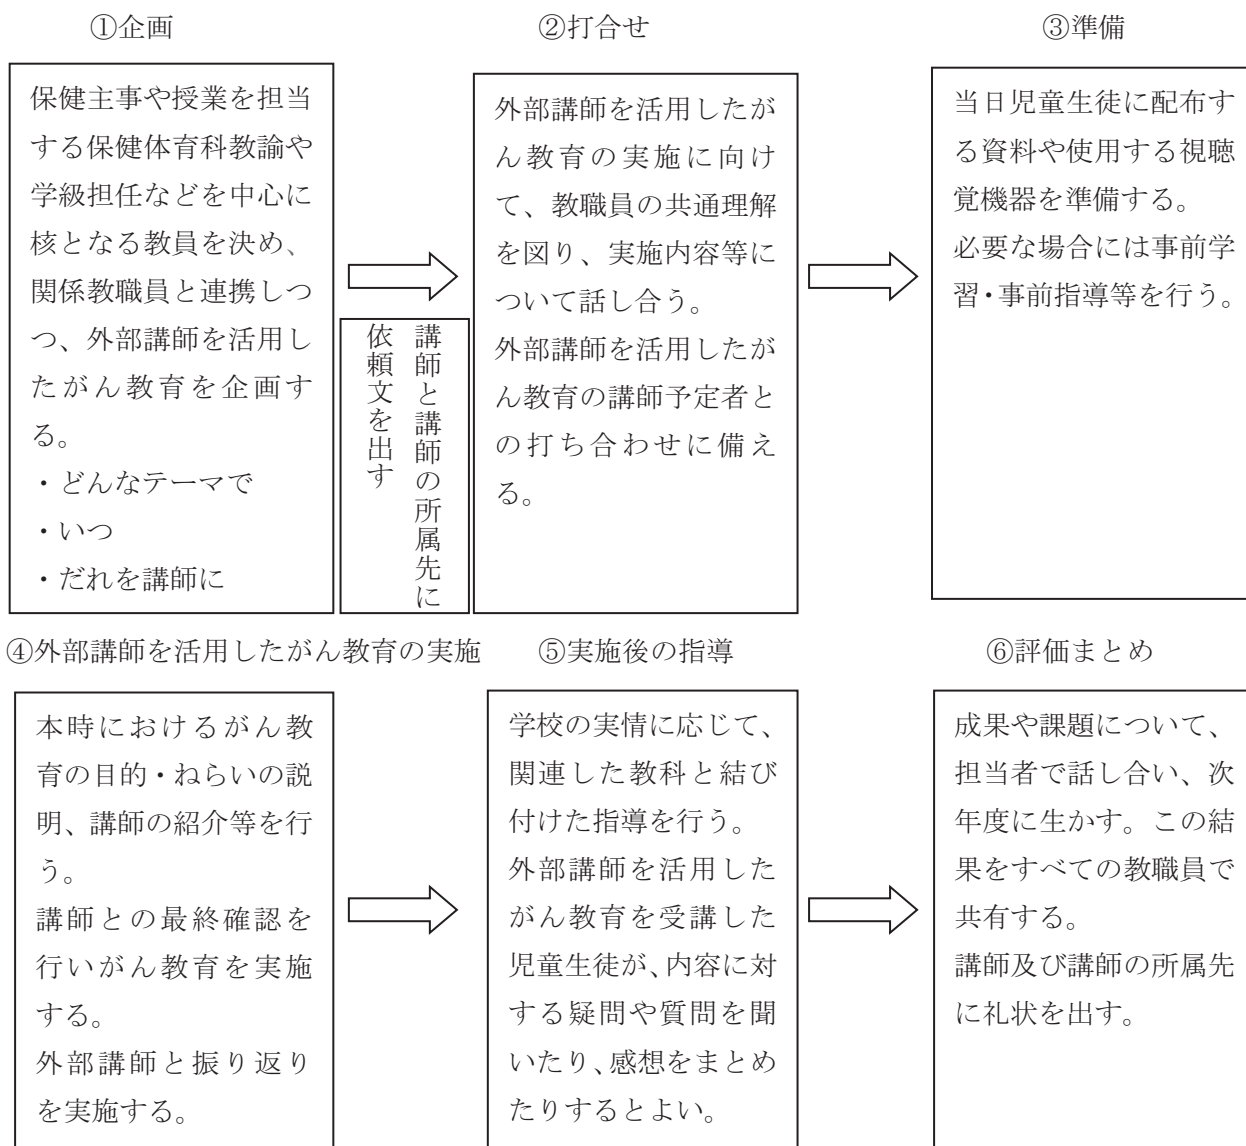 ①企画
保健主事や授業を担当
する保健体育科教諭や
学級担任などを中心に
核となる教員を決め、
関係教職員と連携しつ
つ、外部講師を活用し
たがん教育を企画す
る。
・どんなテーマで
・いつ
・だれを講師に
講師と講師の所属先に
依頼文を出す
②打合せ
外部講師を活用したが
ん教育の実施に向け
て、教職員の共通理解
を図り、実施内容等に
ついて話し合う。
外部講師を活用したが
ん教育の講師予定者と
の打ち合わせに備え
る。
③準備
当日児童生徒に配布す
る資料や使用する視聴
覚機器を準備する。
必要な場合には事前学
習・事前指導等を行う。
④外部講師を活用したがん教育の実施
本時におけるがん教
育の目的・ねらいの説
明、講師の紹介等を行
う。
講師との最終確認を
行いがん教育を実施
する。
外部講師と振り返り
を実施する。
⑤実施後の指導
学校の実情に応じて、
関連した教科と結び
付けた指導を行う。
外部講師を活用した
がん教育を受講した
児童生徒が、内容に対
する疑問や質問を聞
いたり、感想をまとめ
たりするとよい。
⑥評価まとめ
成果や課題について、
担当者で話し合い、次
年度に生かす。この結
果をすべての教職員で
共有する。
講師及び講師の所属先
に礼状を出す。